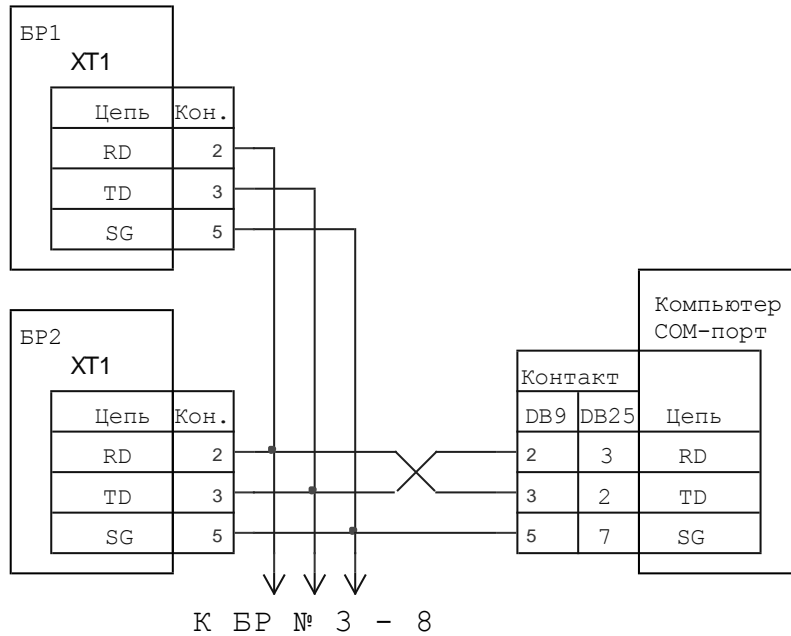 БР1
XT1
Цепь Кон.
RD 2
TD 3
SG 5
БР2
XT1
Цепь Кон.
RD 2
TD 3
SG 5
Компьютер
COM-порт
Контакт
DB9 DB25 Цепь
2 3 RD
3 2 TD
5 7 SG
К БР № 3 - 8